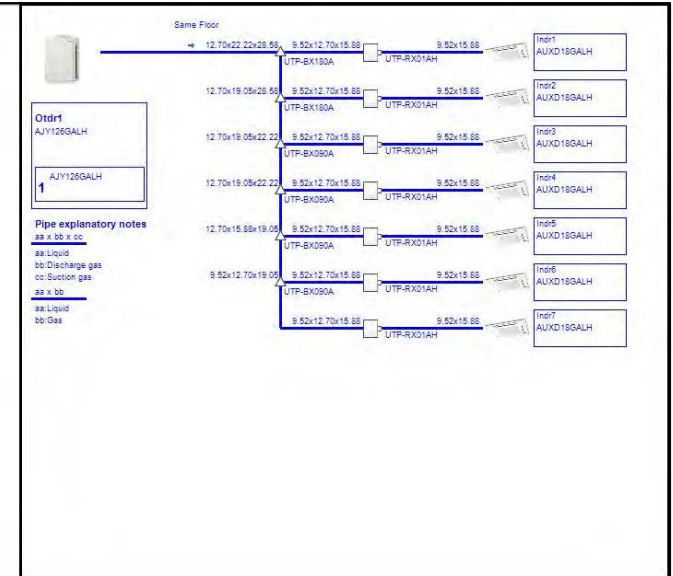 Same Floor
12.70x22.22x28.58
9.52x12.70x15.88
9.52x15.88
Indr1
AUXD18GALH
UTP-BX180A
UTP-RX01AH
12.70x19.05x28.58
9.52x12.70x15.88
9.52x15.88
Indr2
AUXD18GALH
UTP-BX180A
UTP-RX01AH
Otdr1
AJY126GALH
12.70x19.05x22.22
9.52x12.70x15.88
9.52x15.88
Indr3
AUXD18GALH
UTP-BX090A
UTP-RX01AH
AJY126GALH
1
12.70x19.05x22.22
9.52x12.70x15.88
9.52x15.88
Indr4
AUXD18GALH
UTP-BX090A
UTP-RX01AH
Pipe explanatory notes
aa x bb x cc
aa:Liquid
bb:Discharge gas
cc:Suction gas
aa x bb
aa:Liquid
bb:Gas
12.70x15.88x19.05
9.52x12.70x15.88
9.52x15.88
Indr5
AUXD18GALH
UTP-BX090A
UTP-RX01AH
9.52x12.70x19.05
9.52x12.70x15.88
9.52x15.88
Indr6
AUXD18GALH
UTP-BX090A
UTP-RX01AH
9.52x12.70x15.88
9.52x15.88
Indr7
AUXD18GALH
UTP-RX01AH